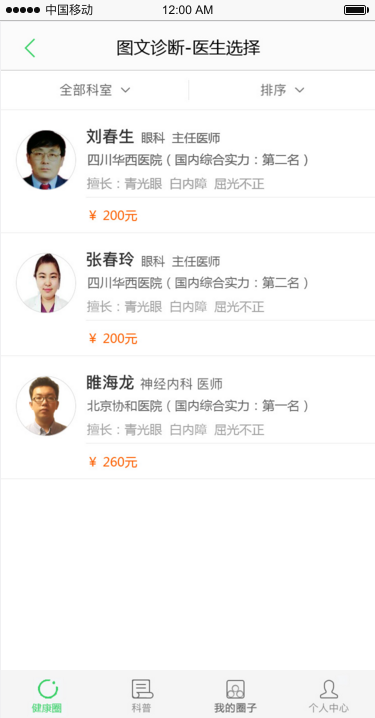 中国移动 12:00 AM
图文诊断-医生选择
全部科室 排序
刘春生 眼科 主任医师
四川华西医院（国内综合实力：第二名）
擅长：青光眼 白内障 屈光不正
¥ 200元
张春玲 眼科 主任医师
四川华西医院（国内综合实力：第二名）
擅长：青光眼 白内障 屈光不正
¥ 200元
睢海龙 神经内科 医师
北京协和医院（国内综合实力：第一名）
擅长：青光眼 白内障 屈光不正
¥ 260元
健康圈 科普 我的圈子 个人中心